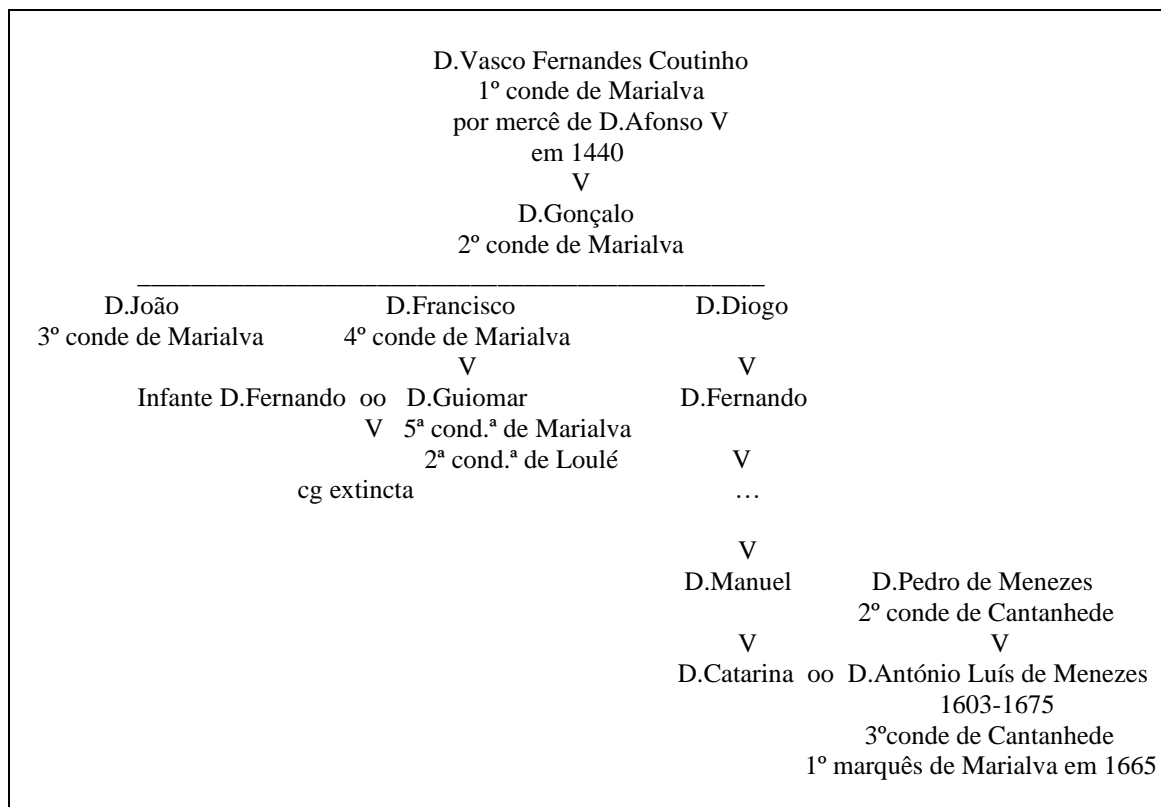 D.Vasco Fernandes Coutinho
1º conde de Marialva
por mercê de D.Afonso V
em 1440
V
D.Gonçalo
2º conde de Marialva
D.João D.Francisco D.Diogo
3º conde de Marialva 4º conde de Marialva
V V
Infante D.Fernando oo D.Guiomar D.Fernando
V 5ª cond.ª de Marialva
2ª cond.ª de Loulé V
cg extincta …
V
D.Manuel D.Pedro de Menezes
2º conde de Cantanhede
V V
D.Catarina oo D.António Luís de Menezes
1603-1675
3ºconde de Cantanhede
1º marquês de Marialva em 1665